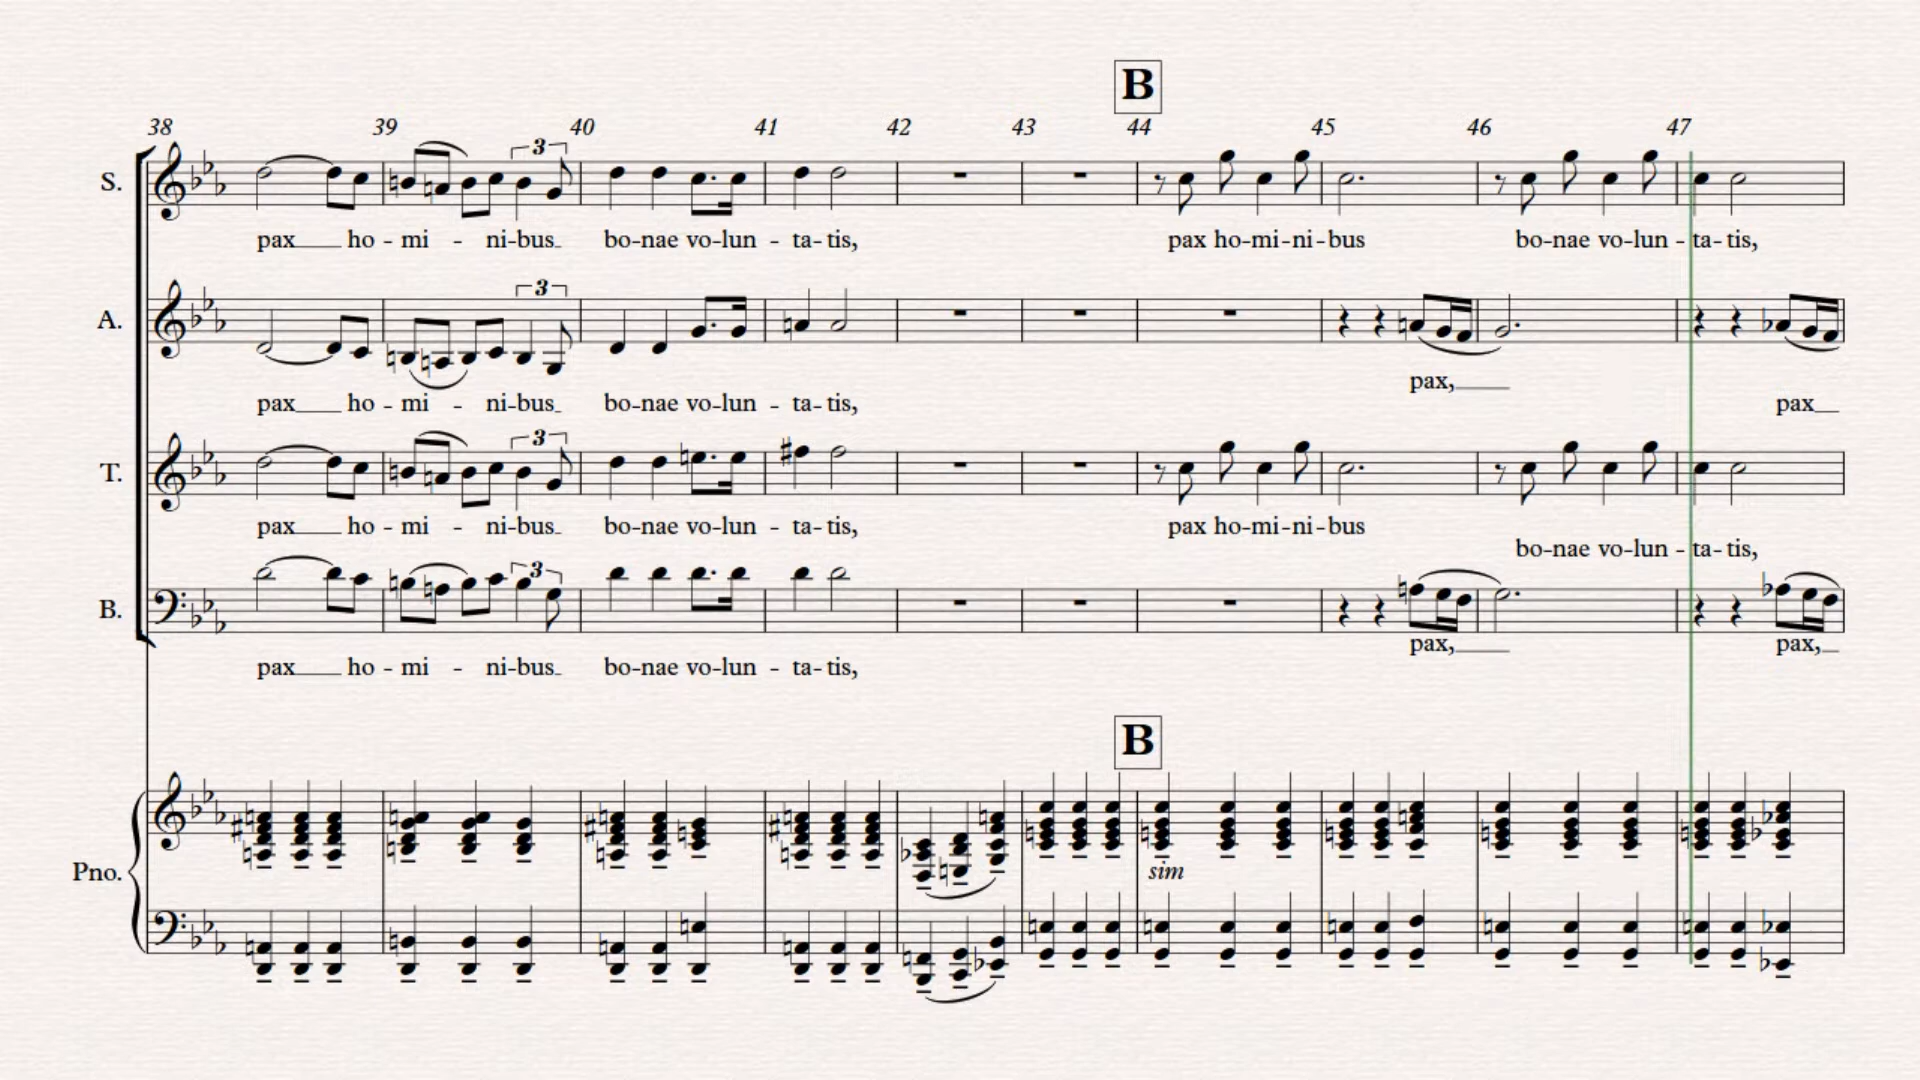 B
38 39 40 41 42 43 44 45 46 47
3
S.
pax ho - mi - ni-bus bo-nae vo-lun - ta-tis, pax ho-mi-ni-bus bo-nae vo-lun - ta-tis,
3
A.
pax,
pax ho - mi - ni-bus bo-nae vo-lun - ta-tis, pax
3
T.
pax ho - mi - ni-bus bo-nae vo-lun - ta-tis, pax ho-mi-ni-bus
bo-nae vo-lun - ta-tis,
3
B.
pax, pax,
pax ho - mi - ni-bus bo-nae vo-lun - ta-tis,
B
Pno.
sim